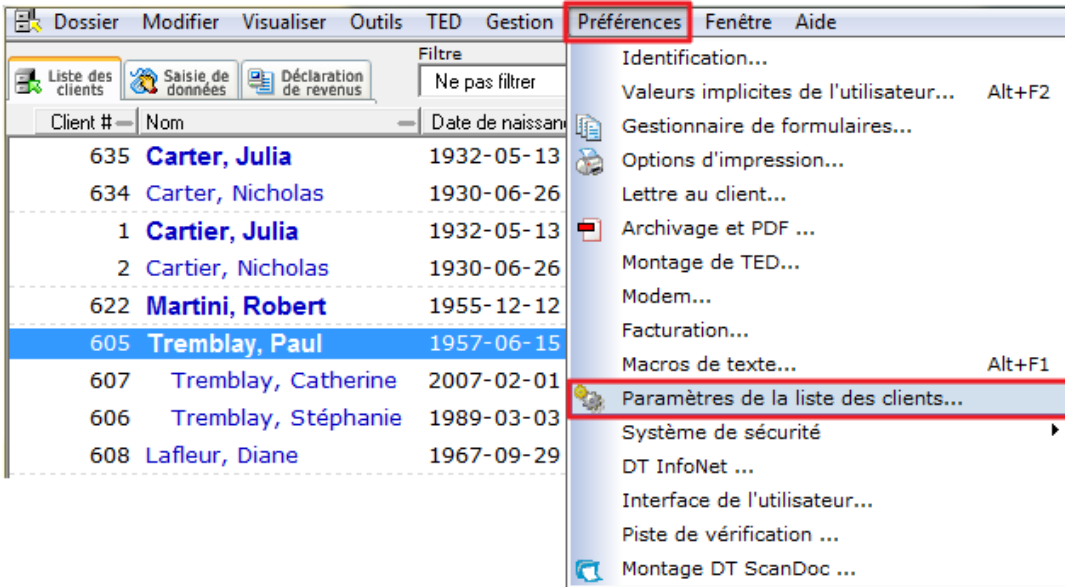 Dossier Modifier Visualiser Outils TED Gestion Préférences Fenêtre Aide
Filtre
Liste des clients
Saisie de données
Déclaration de revenus
Ne pas filtrer
Client # Nom Date de naissan
635 Carter, Julia 1932-05-13
634 Carter, Nicholas 1930-06-26
1 Cartier, Julia 1932-05-13
2 Cartier, Nicholas 1930-06-26
622 Martini, Robert 1955-12-12
605 Tremblay, Paul 1957-06-15
607 Tremblay, Catherine 2007-02-01
606 Tremblay, Stéphanie 1989-03-03
608 Lafleur, Diane 1967-09-29
Identification...
Valeurs implicites de l'utilisateur... Alt+F2
Gestionnaire de formulaires...
Options d'impression...
Lettre au client...
Archivage et PDF ...
Montage de TED...
Modem...
Facturation...
Macros de texte... Alt+F1
Paramètres de la liste des clients...
Système de sécurité
DT InfoNet ...
Interface de l'utilisateur...
Piste de vérification ...
Montage DT ScanDoc ...